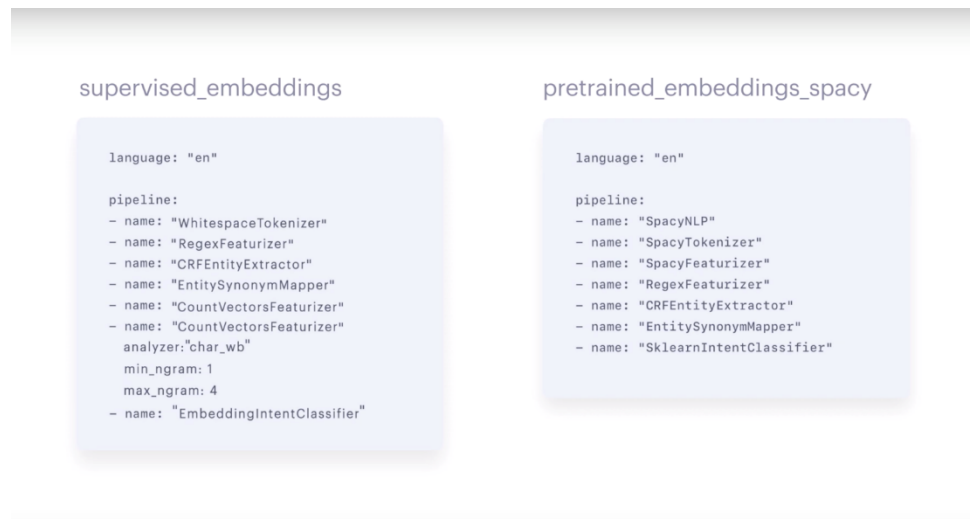 supervised_embeddings
language: "en"
pipeline:
– name: "WhitespaceTokenizer"
– name: "RegexFeaturizer"
– name: "CRFEntityExtractor"
– name: "EntitySynonymMapper"
– name: "CountVectorsFeaturizer"
– name: "CountVectorsFeaturizer"
analyzer:"char_wb"
min_ngram: 1
max_ngram: 4
– name: "EmbeddingIntentClassifier"
pretrained_embeddings_spacy
language: "en"
pipeline:
– name: "SpacyNLP"
– name: "SpacyTokenizer"
– name: "SpacyFeaturizer"
– name: "RegexFeaturizer"
– name: "CRFEntityExtractor"
– name: "EntitySynonymMapper"
– name: "SklearnIntentClassifier"